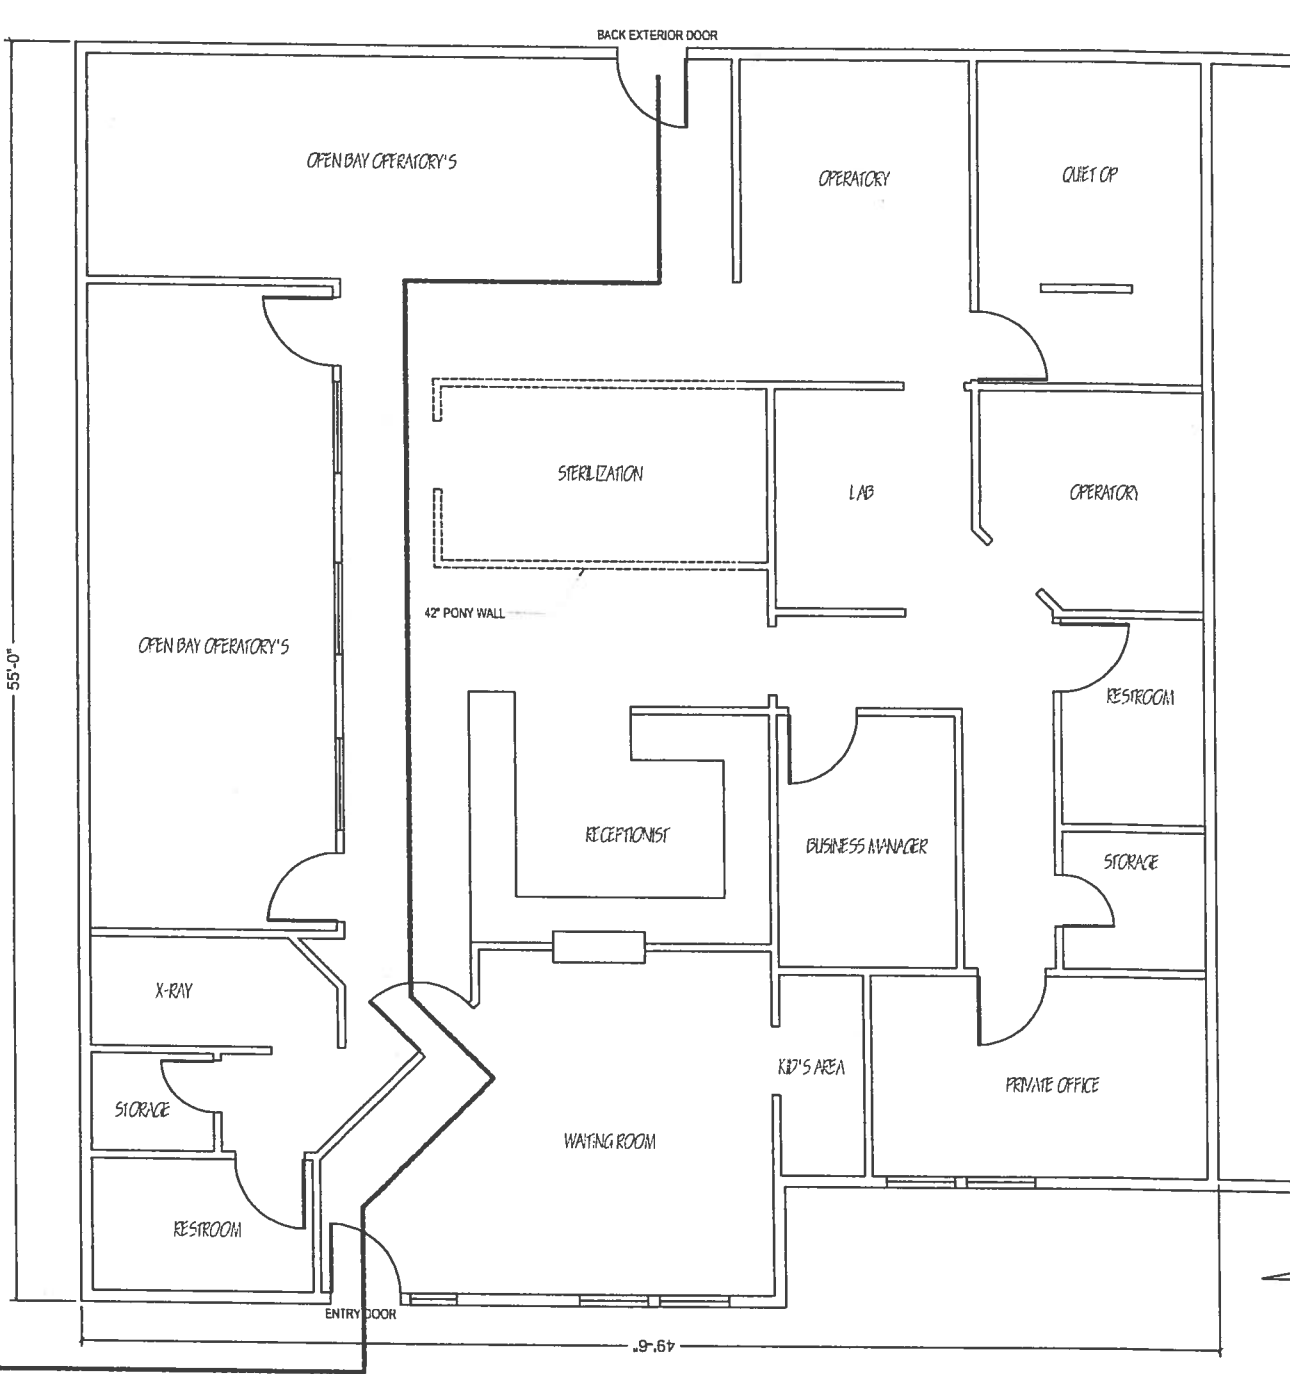 BACK EXTERIOR DOOR
OPEN BAY OPERATORY'S
OPERATORY
QUIET OP
STERILIZATION
LAB
OPERATORY
42" PONY WALL
OPEN BAY OPERATORY'S
55'-0"
RESTROOM
RECEPTIONIST
BUSINESS MANAGER
STORAGE
X-RAY
KID'S AREA
PRIVATE OFFICE
STORAGE
WAITING ROOM
RESTROOM
ENTRY DOOR
49'-6"